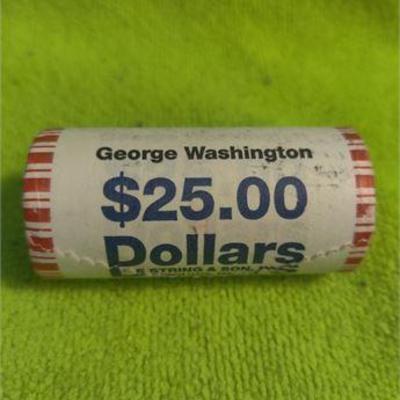 George Washington
$25.00
Dollars
STRING & SON,